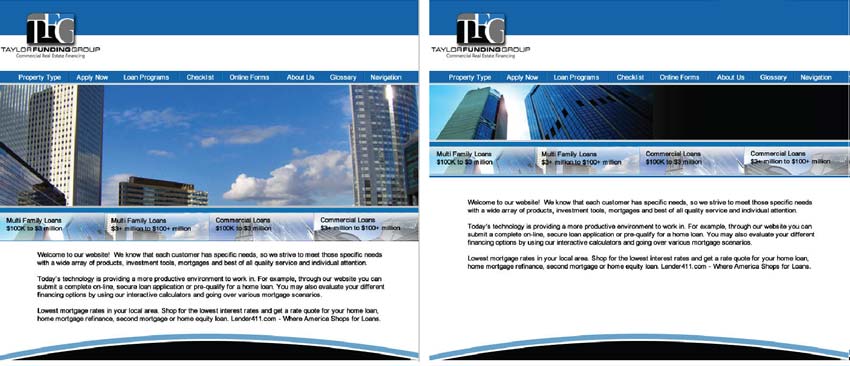 TFG
TAYLORFUNDINGGROUP
Commercial Real Estate Financing
Property Type Apply Now Loan Programs Checklist Online Forms About Us Glossary Navigation
Multi Family Loans
$100K to $3 million
Multi Family Loans
$3+ million to $100+ million
Commercial Loans
$100K to $3 million
Commercial Loans
$3+ million to $100+ million
Welcome to our website! We know that each customer has specific needs, so we strive to meet those specific needs
with a wide array of products, investment tools, mortgages and best of all quality service and individual attention.
Today's technology is providing a more productive environment to work in. For example, through our website you can
submit a complete on-line, secure loan application or pre-qualify for a home loan. You may also evaluate your different
financing options by using our interactive calculators and going over various mortgage scenarios.
Lowest mortgage rates in your local area. Shop for the lowest interest rates and get a rate quote for your home loan,
home mortgage refinance, second mortgage or home equity loan. Lender411.com - Where America Shops for Loans.
TFG
TAYLORFUNDINGGROUP
Commercial Real Estate Financing
Property Type Apply Now Loan Programs Checklist Online Forms About Us Glossary Navigation
Multi Family Loans
$100K to $3 million
Multi Family Loans
$3+ million to $100+ million
Commercial Loans
$100K to $3 million
Commercial Loans
$3+ million to $100+ million
Welcome to our website! We know that each customer has specific needs, so we strive to meet those specific needs
with a wide array of products, investment tools, mortgages and best of all quality service and individual attention.
Today's technology is providing a more productive environment to work in. For example, through our website you can
submit a complete on-line, secure loan application or pre-qualify for a home loan. You may also evaluate your different
financing options by using our interactive calculators and going over various mortgage scenarios.
Lowest mortgage rates in your local area. Shop for the lowest interest rates and get a rate quote for your home loan,
home mortgage refinance, second mortgage or home equity loan. Lender411.com - Where America Shops for Loans.